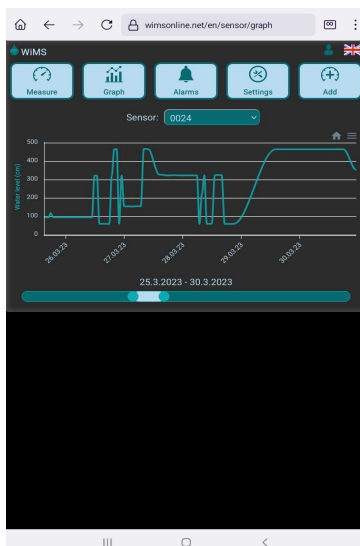 wimsonline.net/en/sensor/graph
WiMS
Measure
Graph
Alarms
Settings
Add
Sensor: 0024
Water level (cm)
500
400
300
200
100
0
26.03.23
27.03.23
28.03.23
29.03.23
30.03.23
25.3.2023 - 30.3.2023